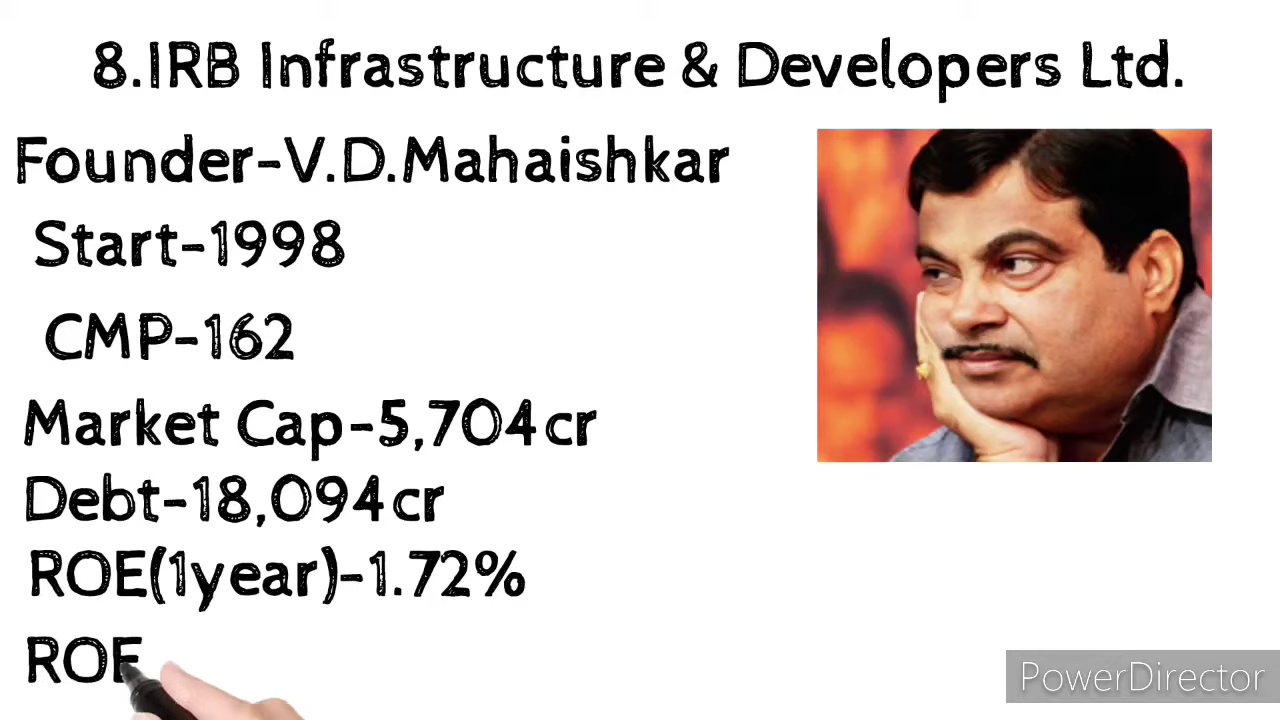 8.IRB Infrastructure & Developers Ltd.
Founder-V.D.Mahaishkar
Start-1998
CMP-162
Market Cap-5,704cr
Debt-18,094cr
ROE(1year)-1.72%
ROE
PowerDirector